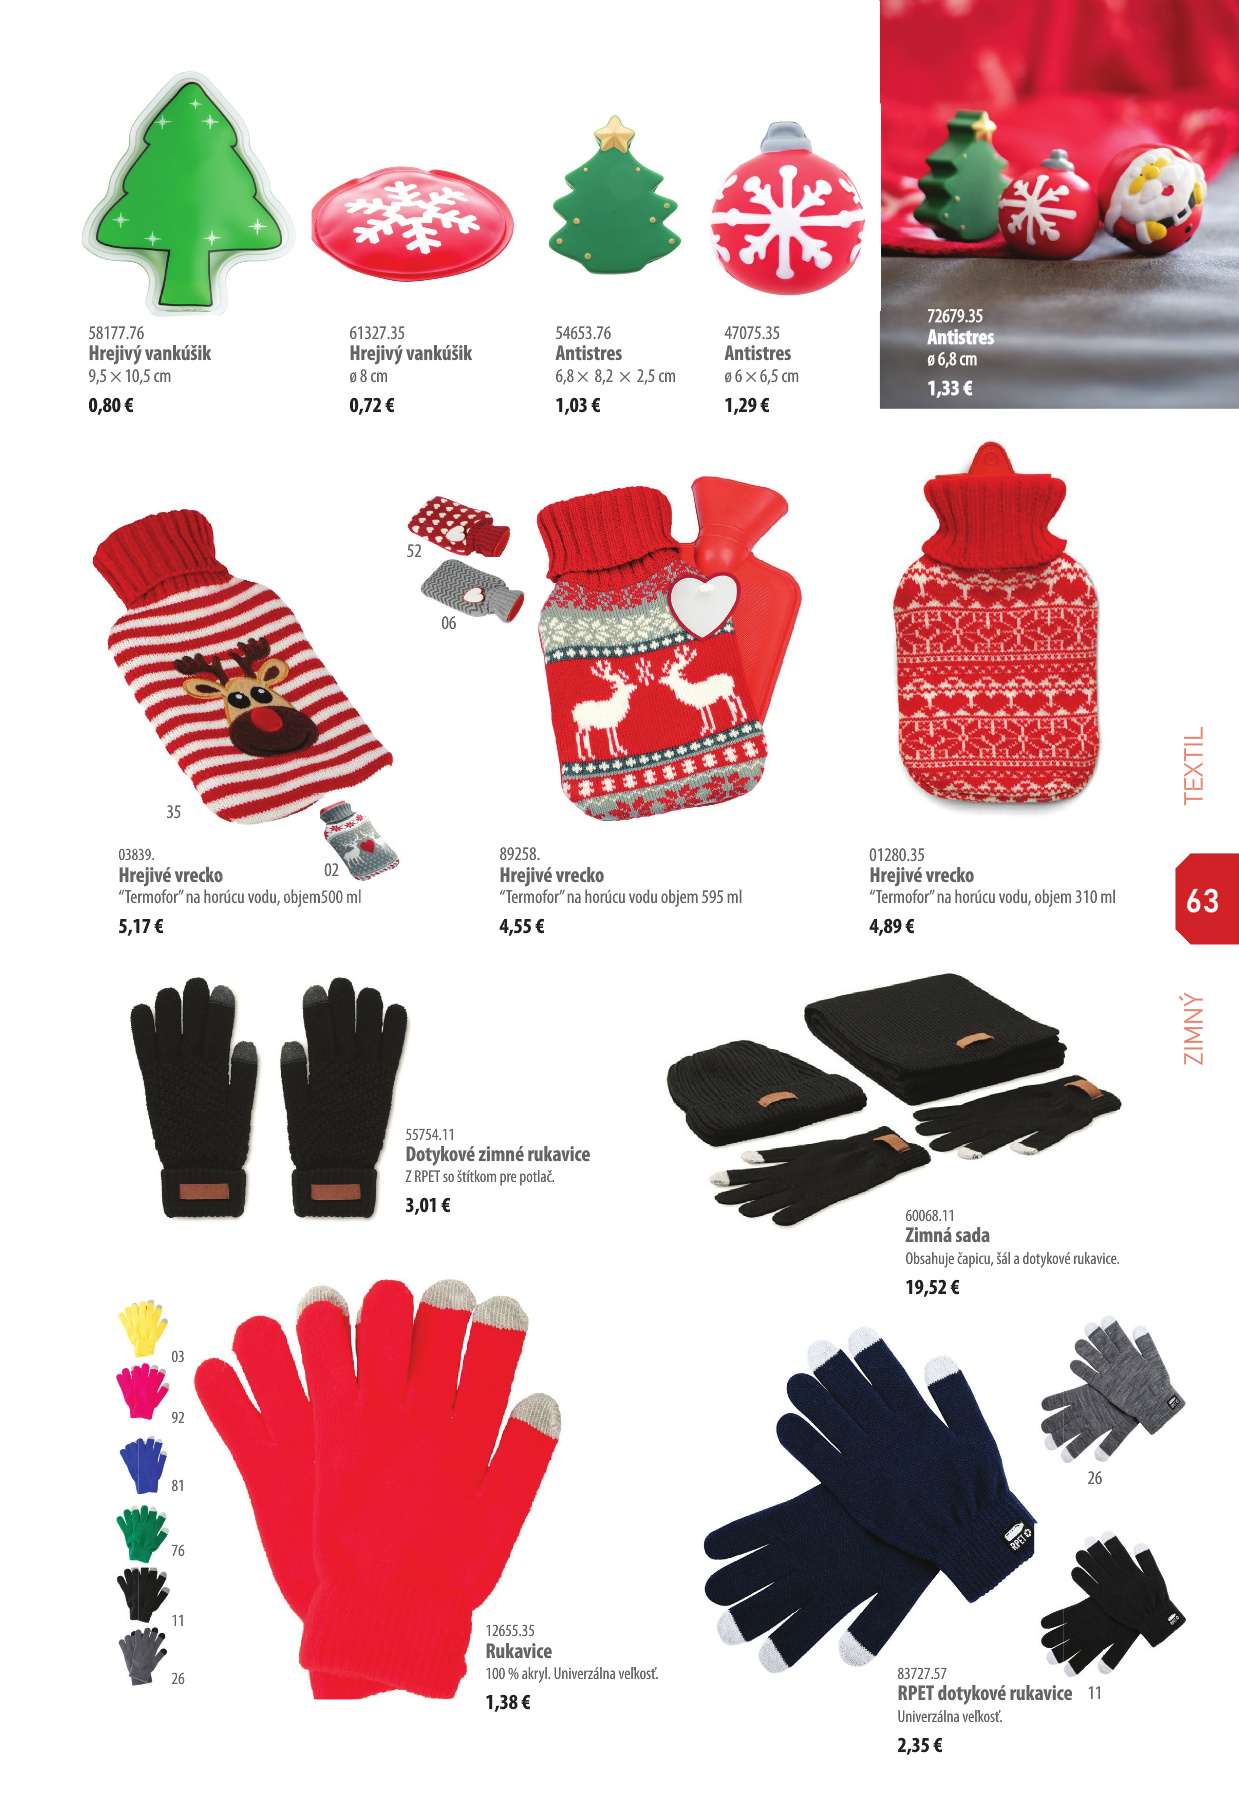 58177.76
Hrejivý vankúšik
9,5 × 10,5 cm
0,80 €
61327.35
Hrejivý vankúšik
ø 8 cm
0,72 €
54653.76
Antistres
6,8 × 8,2 × 2,5 cm
1,03 €
47075.35
Antistres
ø 6 × 6,5 cm
1,29 €
72679.35
Antistres
ø 6,8 cm
1,33 €
35
02
03839.
Hrejivé vrecko
“Termofor” na horúcu vodu, objem500 ml
5,17 €
52
06
89258.
Hrejivé vrecko
“Termofor” na horúcu vodu objem 595 ml
4,55 €
01280.35
Hrejivé vrecko
“Termofor” na horúcu vodu, objem 310 ml
4,89 €
TEXTIL
63
ZIMNÝ
55754.11
Dotykové zimné rukavice
Z RPET so štítkom pre potlač.
3,01 €
60068.11
Zimná sada
Obsahuje čapicu, šál a dotykové rukavice.
19,52 €
03
92
81
76
11
26
12655.35
Rukavice
100 % akryl. Univerzálna veľkosť.
1,38 €
RPET
26
11
83727.57
RPET dotykové rukavice
Univerzálna veľkosť.
2,35 €